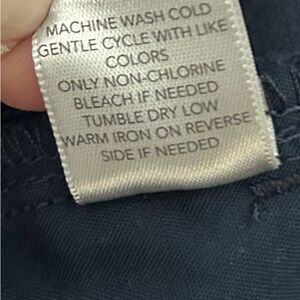 MACHINE WASH COLD
GENTLE CYCLE WITH LIKE
COLORS
ONLY NON-CHLORINE
BLEACH IF NEEDED
TUMBLE DRY LOW
WARM IRON ON REVERSE
SIDE IF NEEDED